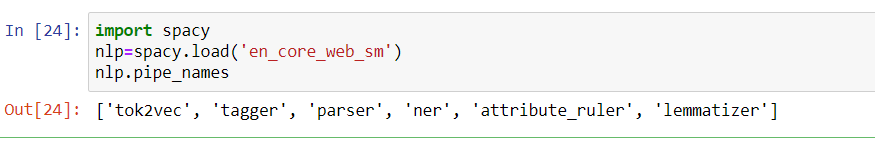 In [24]: import spacy
nlp=spacy.load('en_core_web_sm')
nlp.pipe_names
Out[24]: ['tok2vec', 'tagger', 'parser', 'ner', 'attribute_ruler', 'lemmatizer']